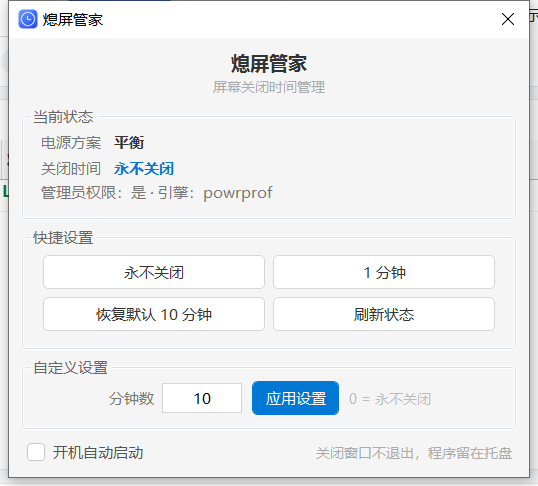 熄屏管家
熄屏管家
屏幕关闭时间管理
当前状态
电源方案 平衡
关闭时间 永不关闭
管理员权限：是 · 引擎：powrprof
快捷设置
永不关闭 1 分钟
恢复默认 10 分钟 刷新状态
自定义设置
分钟数 10 应用设置 0 = 永不关闭
开机自动启动 关闭窗口不退出，程序留在托盘